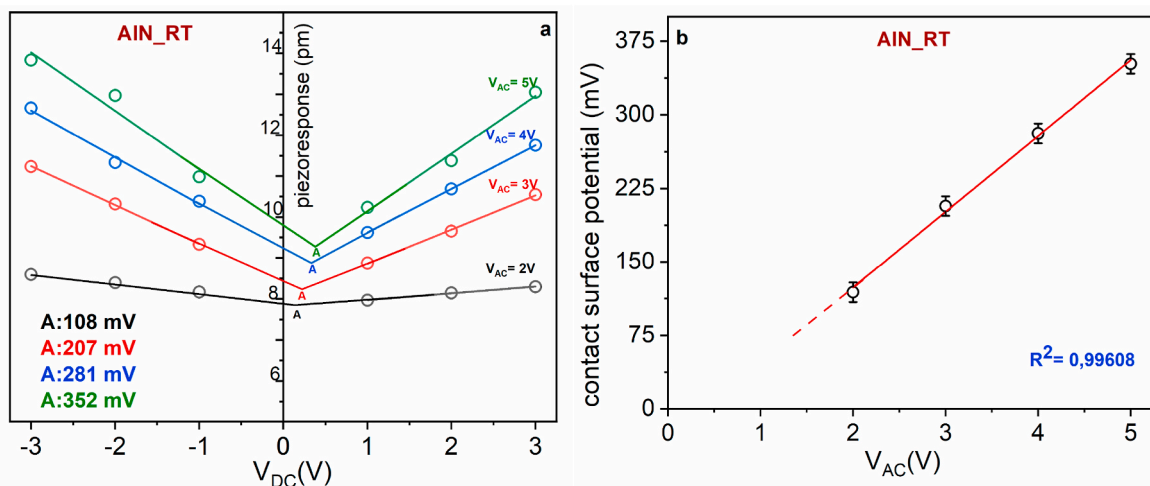 AlN_RT
a
14
12
10
8
6
piezoresponse (pm)
V_AC= 5V
V_AC= 4V
V_AC= 3V
V_AC= 2V
A
A
A
A
A:108 mV
A:207 mV
A:281 mV
A:352 mV
-3 -2 -1 0 1 2 3
V_DC(V)
b
AlN_RT
375
300
225
150
75
0
contact surface potential (mV)
R²= 0,99608
0 1 2 3 4 5
V_AC(V)